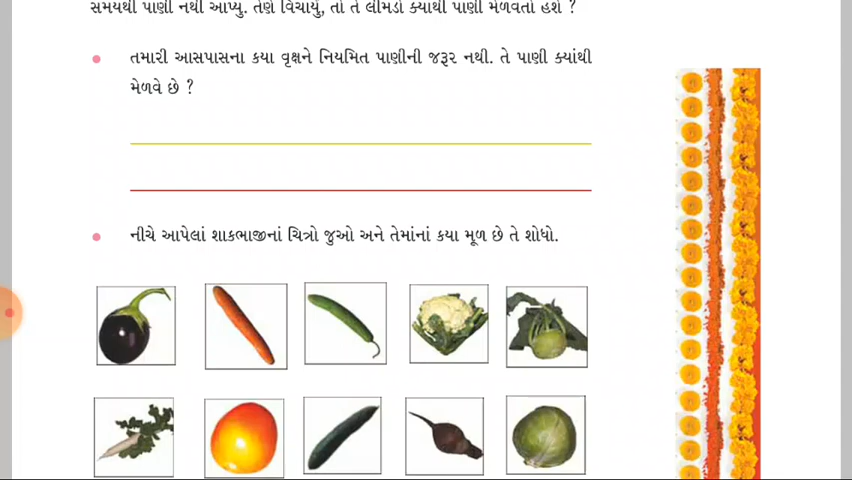 સમયથી પાણી નથી આપ્યુ. તેણે વિચાર્યુ, તો તે લીમડો ક્યાંથી પાણી મેળવતો હશે ?
તમારી આસપાસના કયા વૃક્ષને નિયમિત પાણીની જરૂર નથી. તે પાણી ક્યાંથી
મેળવે છે ?
નીચે આપેલાં શાકભાજીનાં ચિત્રો જુઓ અને તેમાંનાં કયા મૂળ છે તે શોધો.